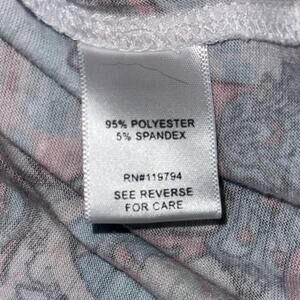 95% POLYESTER
5% SPANDEX
RN#119794
SEE REVERSE
FOR CARE